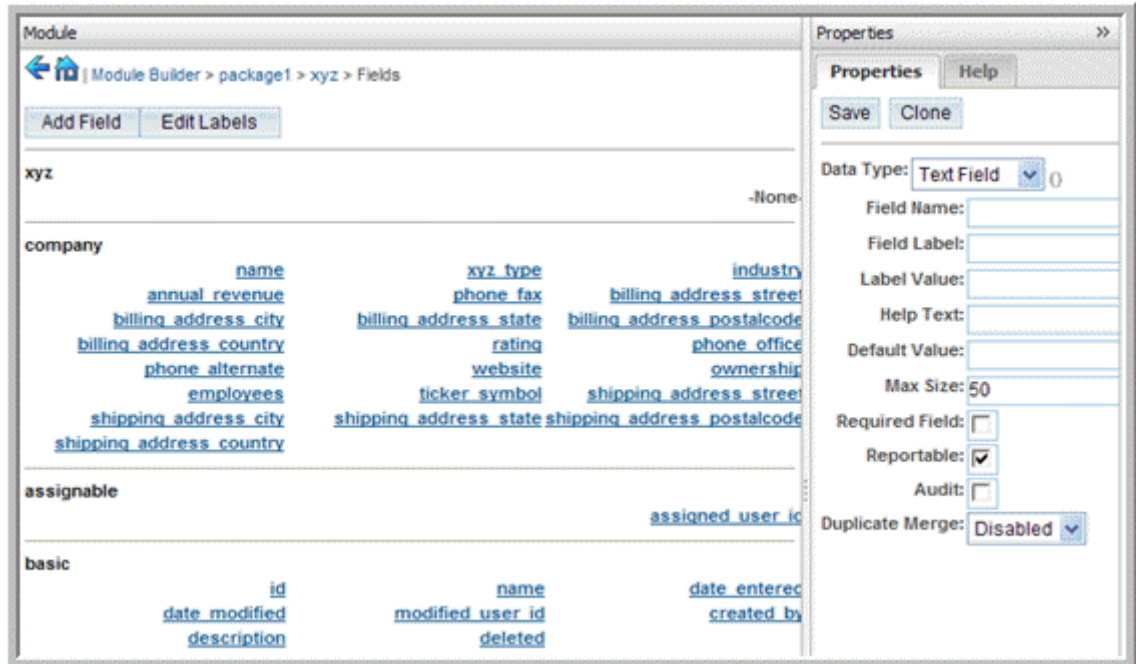 Module
| Module Builder > package1 > xyz > Fields
Add Field Edit Labels
xyz
-None-
company
name xyz_type industry
annual_revenue phone_fax billing_address_street
billing_address_city billing_address_state billing_address_postalcode
billing_address_country rating phone_office
phone_alternate website ownership
employees ticker_symbol shipping_address_street
shipping_address_city shipping_address_state shipping_address_postalcode
shipping_address_country
assignable
assigned_user_id
basic
id name date_entered
date_modified modified_user_id created_by
description deleted
Properties »
Properties Help
Save Clone
Data Type: Text Field ()
Field Name:
Field Label:
Label Value:
Help Text:
Default Value:
Max Size: 50
Required Field:
Reportable:
Audit:
Duplicate Merge: Disabled